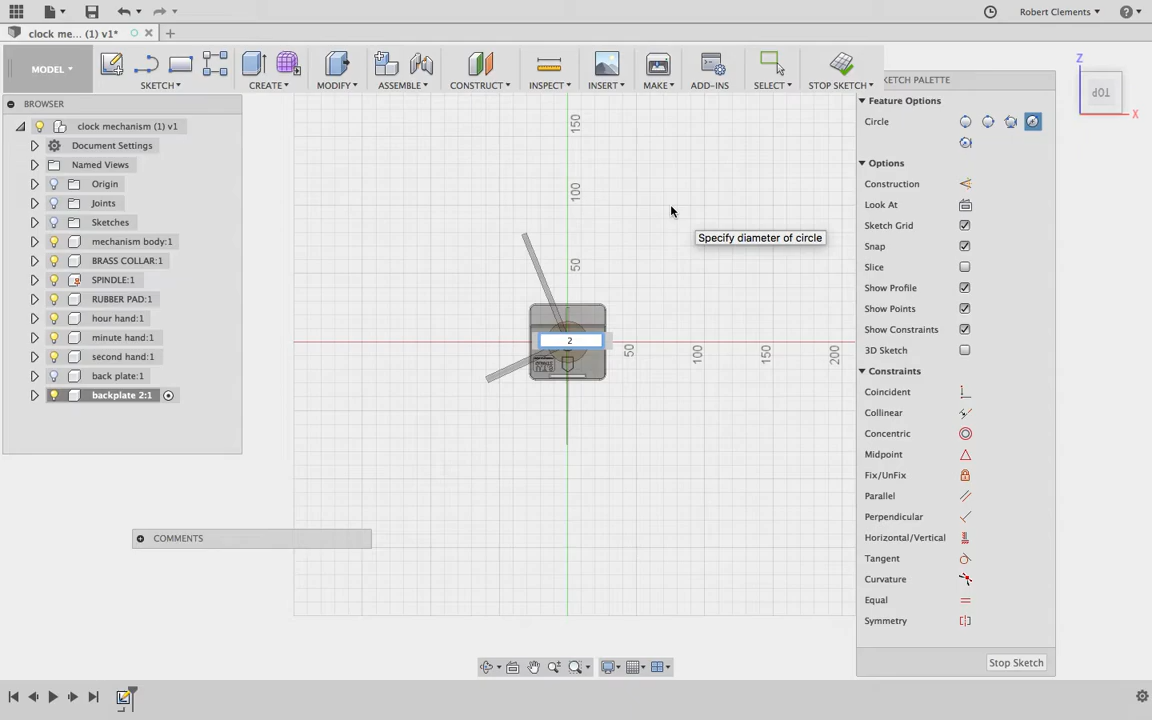 Robert Clements
clock me... (1) v1*
MODEL
SKETCH
CREATE
MODIFY
ASSEMBLE
CONSTRUCT
INSPECT
INSERT
MAKE
ADD-INS
SELECT
STOP SKETCH
SKETCH PALETTE
BROWSER
clock mechanism (1) v1
Document Settings
Named Views
Origin
Joints
Sketches
mechanism body:1
BRASS COLLAR:1
SPINDLE:1
RUBBER PAD:1
hour hand:1
minute hand:1
second hand:1
back plate:1
backplate 2:1
COMMENTS
150
100
50
50
100
150
200
2
Specify diameter of circle
TOP
Z
X
Feature Options
Circle
Options
Construction
Look At
Sketch Grid
Snap
Slice
Show Profile
Show Points
Show Constraints
3D Sketch
Constraints
Coincident
Collinear
Concentric
Midpoint
Fix/UnFix
Parallel
Perpendicular
Horizontal/Vertical
Tangent
Curvature
Equal
Symmetry
Stop Sketch